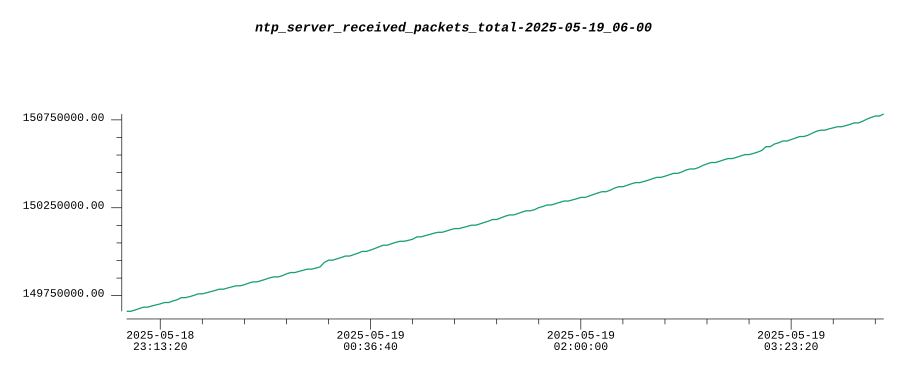 ntp_server_received_packets_total-2025-05-19_06-00
150750000.00
150250000.00
149750000.00
2025-05-18 2025-05-19 2025-05-19 2025-05-19
23:13:20 00:36:40 02:00:00 03:23:20